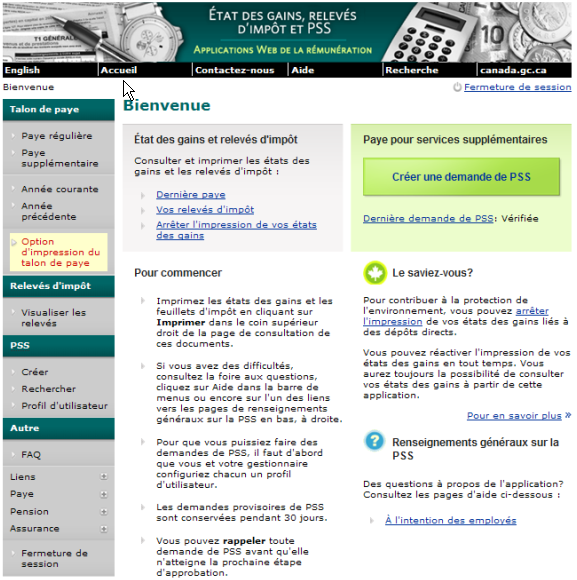 T1 GÉNÉRAL
ÉTAT DES GAINS, RELEVÉS
D'IMPÔT ET PSS
APPLICATIONS WEB DE LA RÉMUNÉRATION
10
English
Accueil
Contactez-nous
Aide
Recherche
canada.gc.ca
Bienvenue
Fermeture de session
Talon de paye
Paye régulière
Paye
supplémentaire
Année courante
Année
précédente
Option
d'impression du
talon de paye
Relevés d'impôt
Visualiser les
relevés
PSS
Créer
Rechercher
Profil d'utilisateur
Autre
FAQ
Liens
Paye
Pension
Assurance
Fermeture de
session
Bienvenue
État des gains et relevés d'impôt
Consulter et imprimer les états des
gains et les relevés d'impôt :
Dernière paye
Vos relevés d'impôt
Arrêter l'impression de vos états
des gains
Paye pour services supplémentaires
Créer une demande de PSS
Dernière demande de PSS: Vérifiée
Pour commencer
Imprimez les états des gains et les
feuillets d'impôt en cliquant sur
Imprimer dans le coin supérieur
droit de la page de consultation de
ces documents.
Si vous avez des difficultés,
consultez la foire aux questions,
cliquez sur Aide dans la barre de
menus ou encore sur l'un des liens
vers les pages de renseignements
généraux sur la PSS en bas, à droite.
Pour que vous puissiez faire des
demandes de PSS, il faut d'abord
que vous et votre gestionnaire
configuriez chacun un profil
d'utilisateur.
Les demandes provisoires de PSS
sont conservées pendant 30 jours.
Vous pouvez rappeler toute
demande de PSS avant qu'elle
n'atteigne la prochaine étape
d'approbation.
Le saviez-vous?
Pour contribuer à la protection de
l'environnement, vous pouvez arrêter
l'impression de vos états des gains liés à
des dépôts directs.
Vous pouvez réactiver l'impression de vos
états des gains en tout temps. Vous
aurez toujours la possibilité de consulter
vos états des gains à partir de cette
application.
Pour en savoir plus »
Renseignements généraux sur la
PSS
Des questions à propos de l'application?
Consultez les pages d'aide ci-dessous :
À l'intention des employés